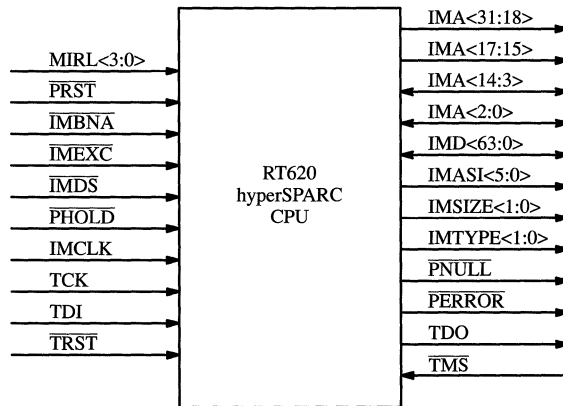 MIRL<3:0>
PRST
IMBNA
IMEXC
IMDS
PHOLD
IMCLK
TCK
TDI
TRST
RT620
hyperSPARC
CPU
IMA<31:18>
IMA<17:15>
IMA<14:3>
IMA<2:0>
IMD<63:0>
IMASI<5:0>
IMSIZE<1:0>
IMTYPE<1:0>
PNULL
PERROR
TDO
TMS